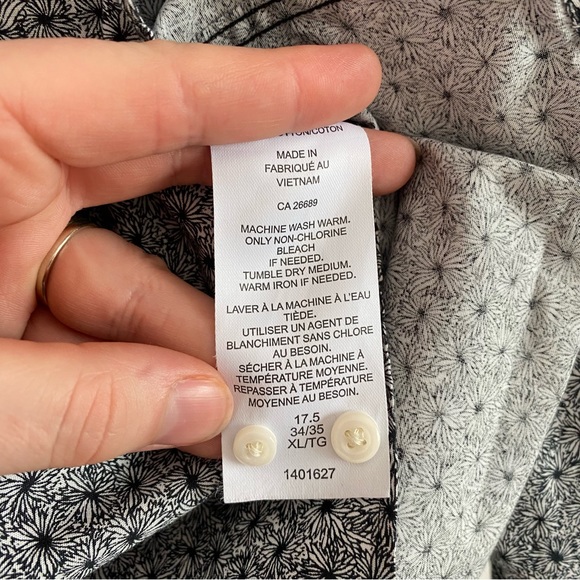 COTON/COTON
MADE IN
FABRIQUÉ AU
VIETNAM
CA 26689
MACHINE WASH WARM.
ONLY NON-CHLORINE
BLEACH
IF NEEDED.
TUMBLE DRY MEDIUM.
WARM IRON IF NEEDED.
LAVER À LA MACHINE À L'EAU
TIÈDE.
UTILISER UN AGENT DE
BLANCHIMENT SANS CHLORE
AU BESOIN.
SÉCHER À LA MACHINE À
TEMPÉRATURE MOYENNE.
REPASSER À TEMPÉRATURE
MOYENNE AU BESOIN.
17.5
34/35
XL/TG
1401627